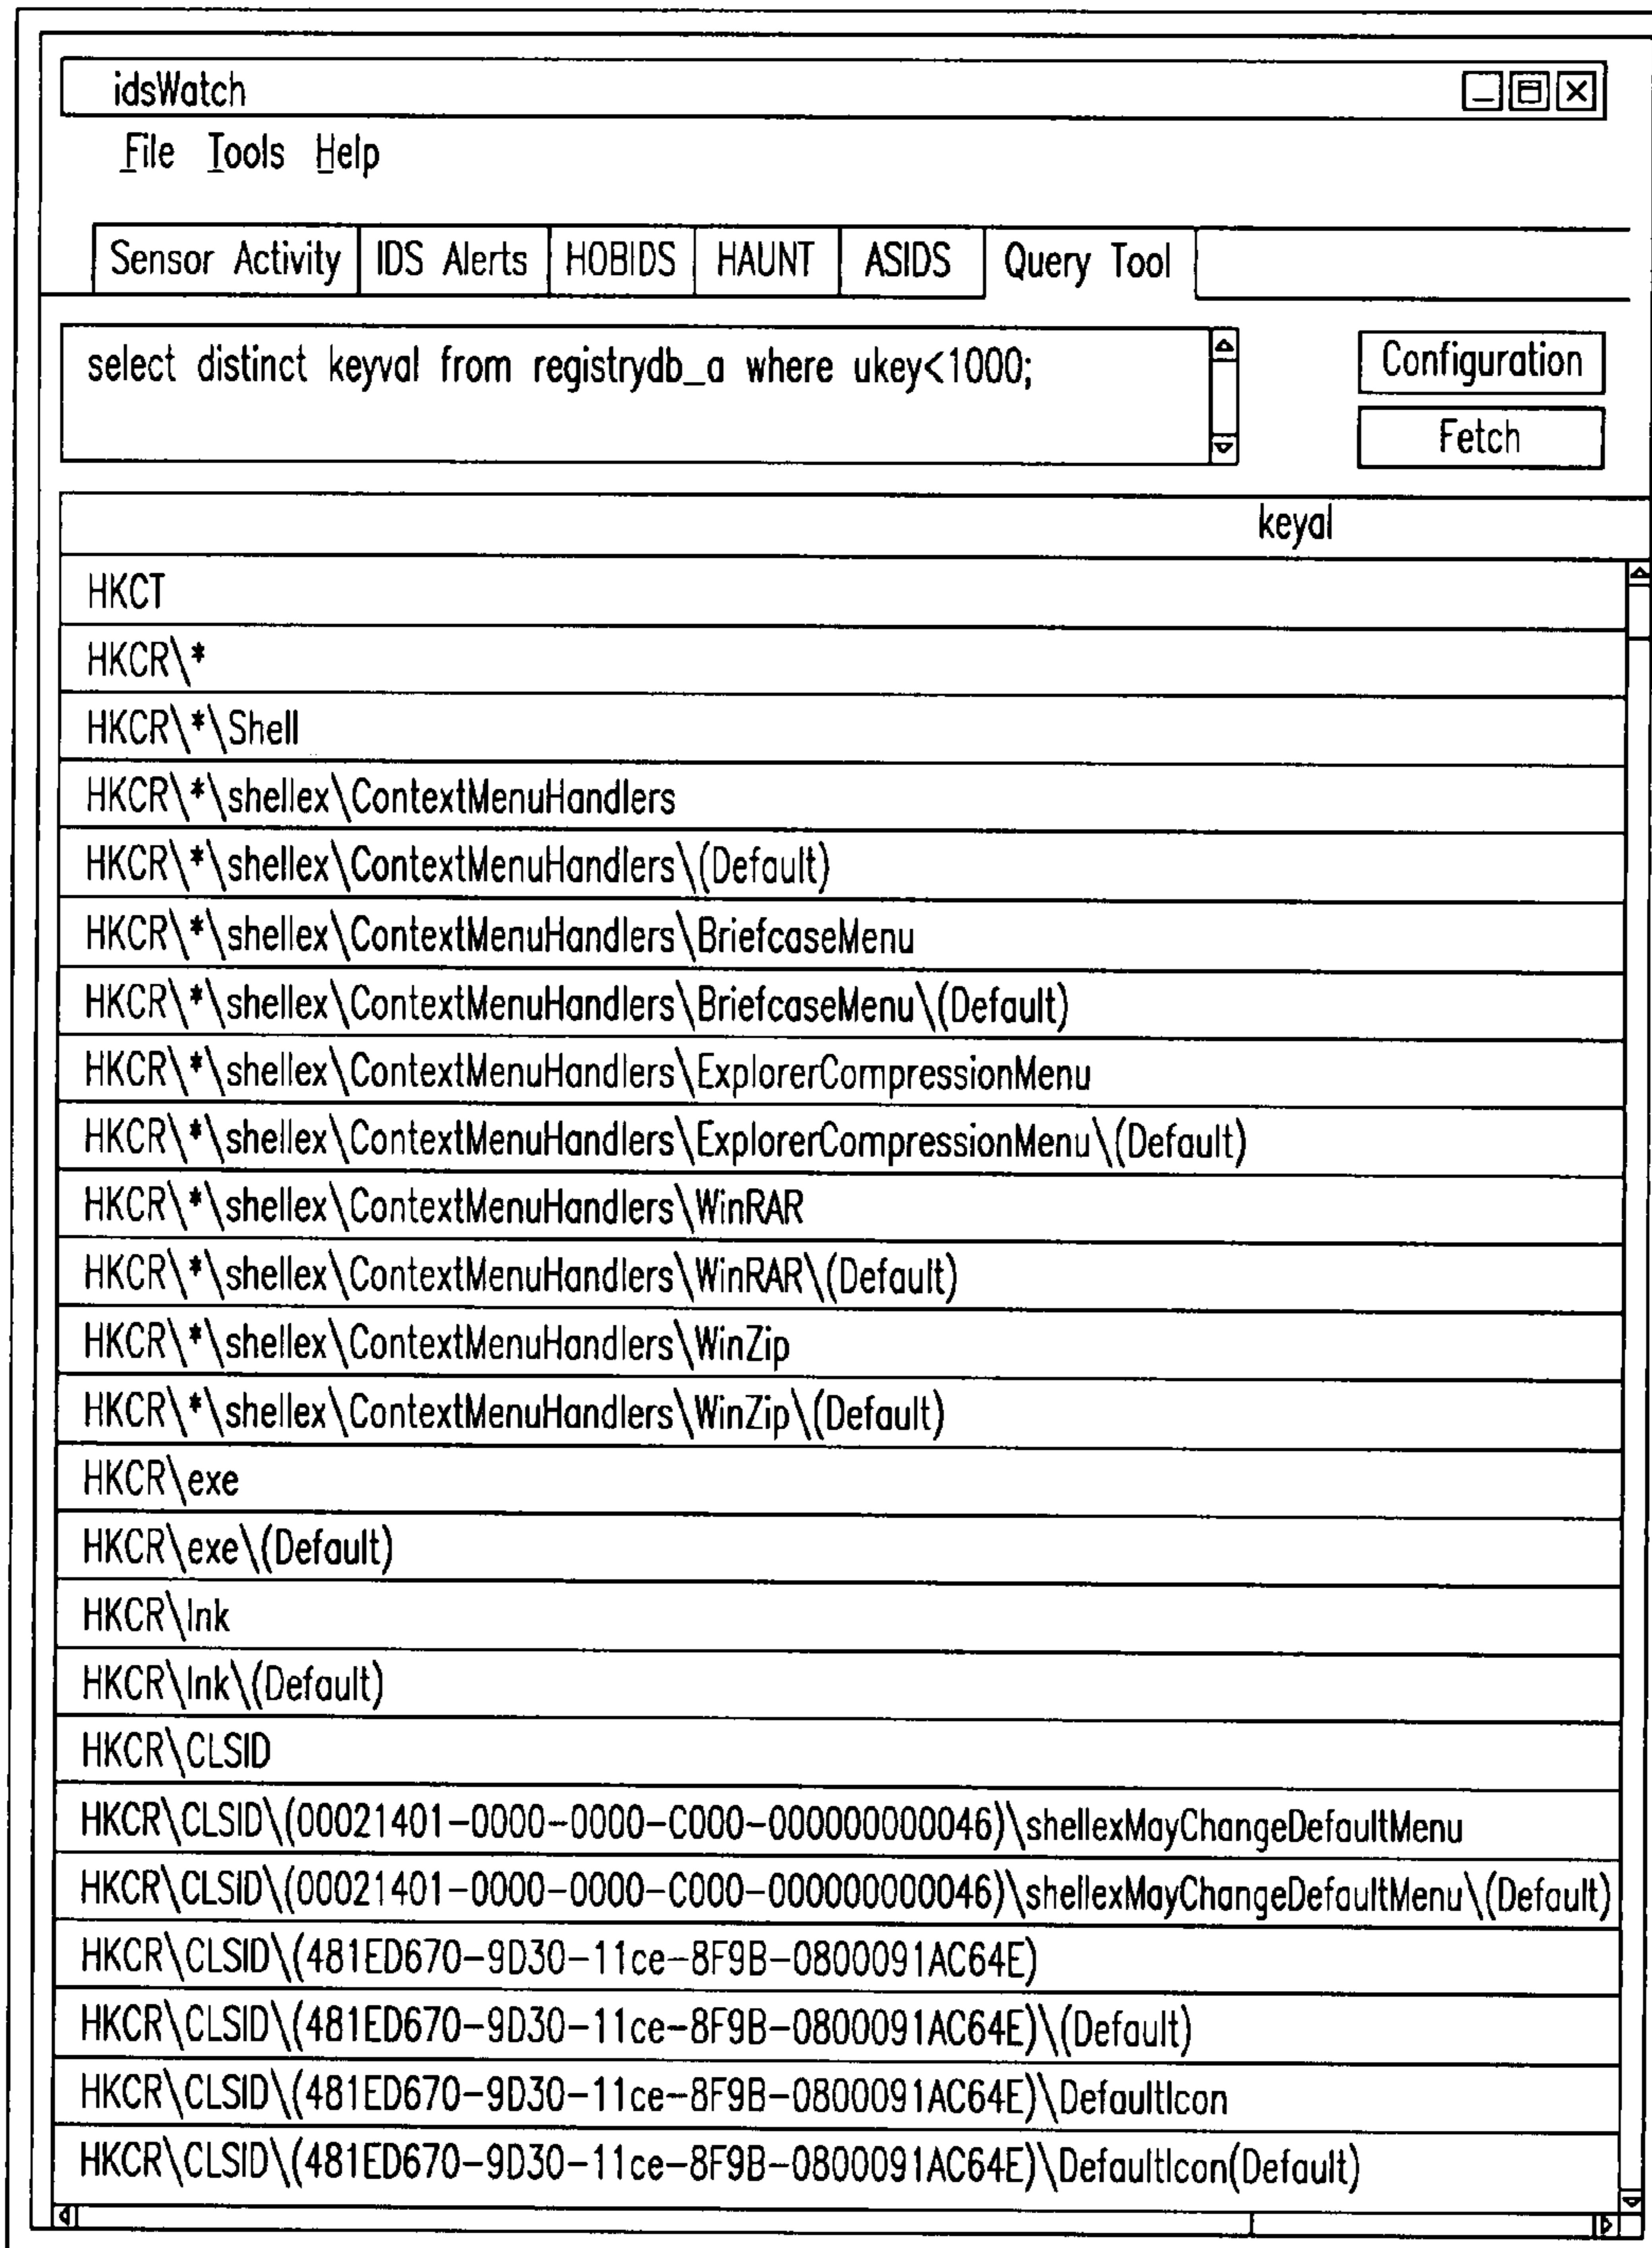 idsWatch
File Tools Help
Sensor Activity IDS Alerts HOBIDS HAUNT ASIDS Query Tool
select distinct keyval from registrydb_a where ukey<1000;
Configuration
Fetch
keyal
HKCT
HKCR\*
HKCR\*\Shell
HKCR\*\shellex\ContextMenuHandlers
HKCR\*\shellex\ContextMenuHandlers\(Default)
HKCR\*\shellex\ContextMenuHandlers\BriefcaseMenu
HKCR\*\shellex\ContextMenuHandlers\BriefcaseMenu\(Default)
HKCR\*\shellex\ContextMenuHandlers\ExplorerCompressionMenu
HKCR\*\shellex\ContextMenuHandlers\ExplorerCompressionMenu\(Default)
HKCR\*\shellex\ContextMenuHandlers\WinRAR
HKCR\*\shellex\ContextMenuHandlers\WinRAR\(Default)
HKCR\*\shellex\ContextMenuHandlers\WinZip
HKCR\*\shellex\ContextMenuHandlers\WinZip\(Default)
HKCR\exe
HKCR\exe\(Default)
HKCR\lnk
HKCR\lnk\(Default)
HKCR\CLSID
HKCR\CLSID\(00021401-0000-0000-C000-000000000046)\shellexMayChangeDefaultMenu
HKCR\CLSID\(00021401-0000-0000-C000-000000000046)\shellexMayChangeDefaultMenu\(Default)
HKCR\CLSID\(481ED670-9D30-11ce-8F9B-0800091AC64E)
HKCR\CLSID\(481ED670-9D30-11ce-8F9B-0800091AC64E)\(Default)
HKCR\CLSID\(481ED670-9D30-11ce-8F9B-0800091AC64E)\DefaultIcon
HKCR\CLSID\(481ED670-9D30-11ce-8F9B-0800091AC64E)\DefaultIcon(Default)